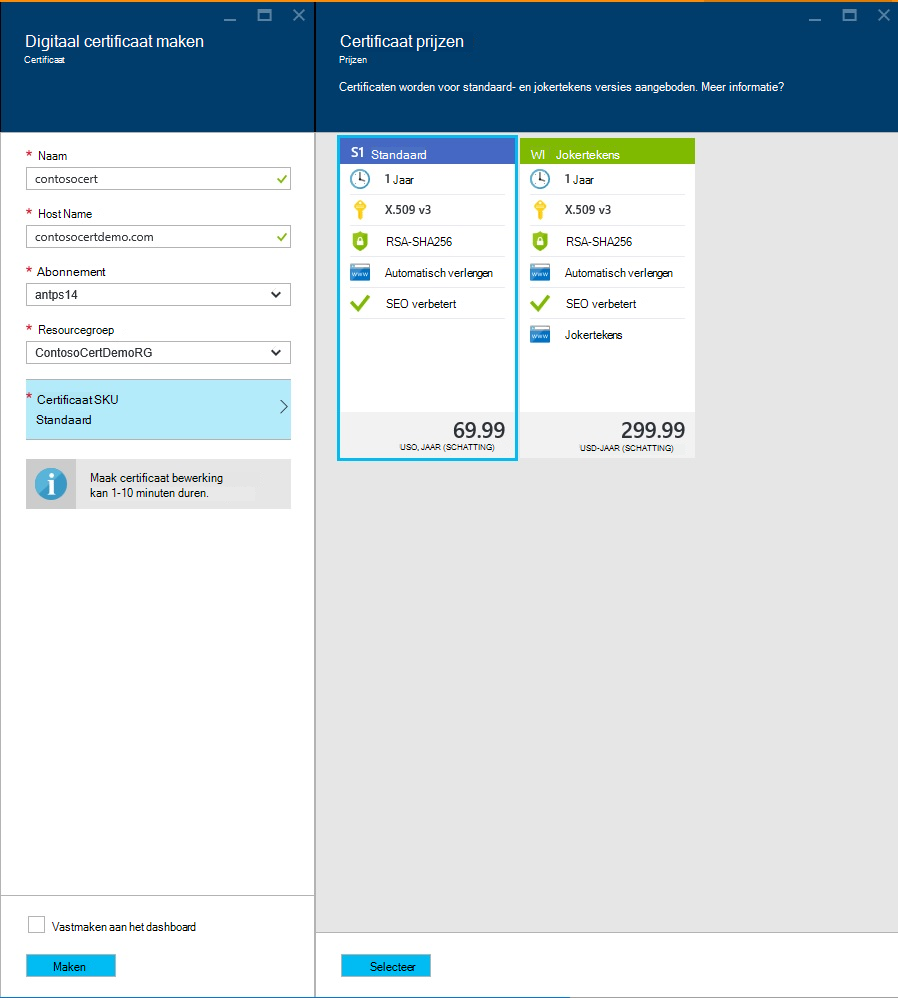 Digitaal certificaat maken
Certificaat
* Naam
contosocert
* Host Name
contosocertdemo.com
* Abonnement
antps14
* Resourcegroep
ContosoCertDemoRG
* Certificaat SKU
Standaard
Maak certificaat bewerking
kan 1-10 minuten duren.
Vastmaken aan het dashboard
Maken
Certificaat prijzen
Prijzen
Certificaten worden voor standaard- en jokertekens versies aangeboden. Meer informatie?
S1 Standaard
1 Jaar
X.509 v3
RSA-SHA256
www Automatisch verlengen
SEO verbetert
69.99
USO, JAAR (SCHATTING)
WI Jokertekens
1 Jaar
X.509 v3
RSA-SHA256
www Automatisch verlengen
SEO verbetert
www Jokertekens
299.99
USD-JAAR (SCHATTING)
Selecteer